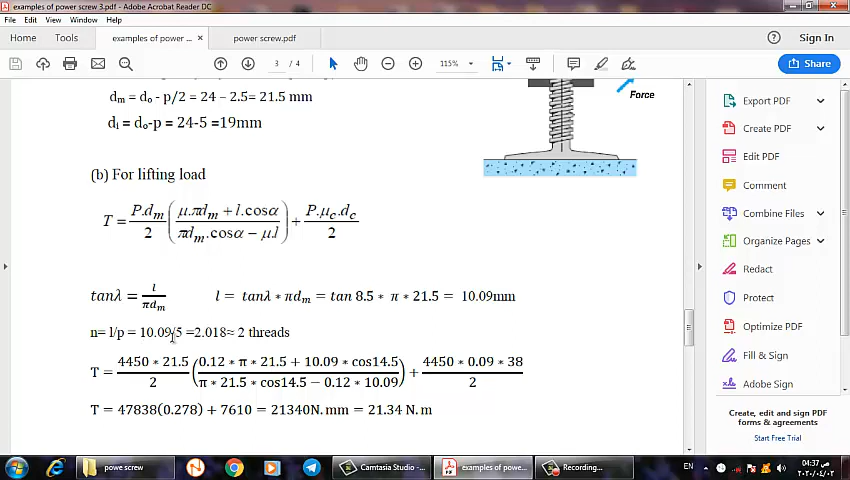 examples of power screw 3.pdf - Adobe Acrobat Reader DC
File Edit View Window Help
Home Tools examples of power ... × power screw.pdf Sign In
3 / 4 115% Share
dm = do - p/2 = 24 – 2.5= 21.5 mm
di = do-p = 24-5 =19mm
Force
(b) For lifting load
T = P.dm/2 (μ.πdm + l.cosα / πdm.cosα − μ.l) + P.μc.dc/2
tanλ = l/πdm l = tanλ ∗ πdm = tan 8.5 ∗ π ∗ 21.5 = 10.09mm
n= l/p = 10.09/5 =2.018≈ 2 threads
T = 4450 ∗ 21.5/2 (0.12 ∗ π ∗ 21.5 + 10.09 ∗ cos14.5 / π ∗ 21.5 ∗ cos14.5 − 0.12 ∗ 10.09) + 4450 ∗ 0.09 ∗ 38/2
T = 47838(0.278) + 7610 = 21340N.mm = 21.34 N.m
Export PDF
Create PDF
Edit PDF
Comment
Combine Files
Organize Pages
Redact
Protect
Optimize PDF
Fill & Sign
Adobe Sign
Create, edit and sign PDF
forms & agreements
Start Free Trial
powe screw
Camtasia Studio - ...
examples of powe...
Recording...
EN
04:37 ص
٢٠٢٠/٠٤/٠٢